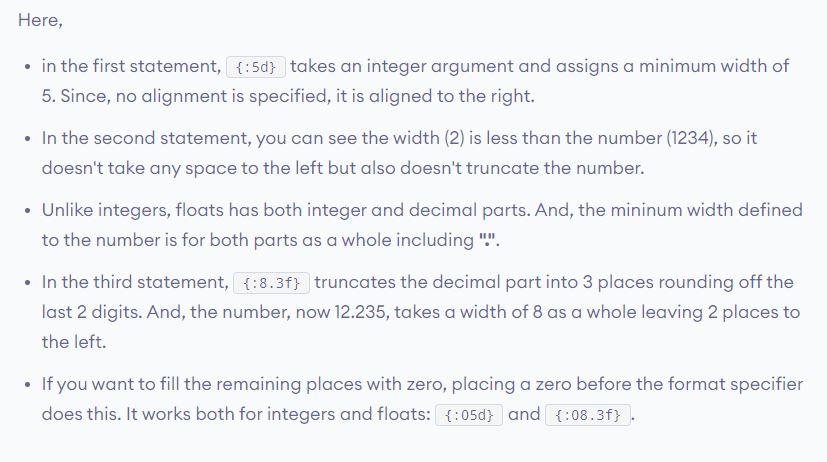 Here,
• in the first statement, {:5d} takes an integer argument and assigns a minimum width of
5. Since, no alignment is specified, it is aligned to the right.
• In the second statement, you can see the width (2) is less than the number (1234), so it
doesn't take any space to the left but also doesn't truncate the number.
• Unlike integers, floats has both integer and decimal parts. And, the mininum width defined
to the number is for both parts as a whole including ".".
• In the third statement, {:8.3f} truncates the decimal part into 3 places rounding off the
last 2 digits. And, the number, now 12.235, takes a width of 8 as a whole leaving 2 places to
the left.
• If you want to fill the remaining places with zero, placing a zero before the format specifier
does this. It works both for integers and floats: {:05d} and {:08.3f}.